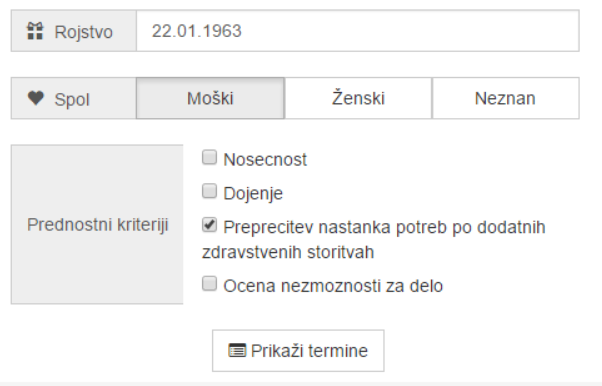 Rojstvo 22.01.1963
Spol Moški Ženski Neznan
Prednostni kriteriji
Nosecnost
Dojenje
Preprecitev nastanka potreb po dodatnih
zdravstvenih storitvah
Ocena nezmoznosti za delo
Prikaži termine